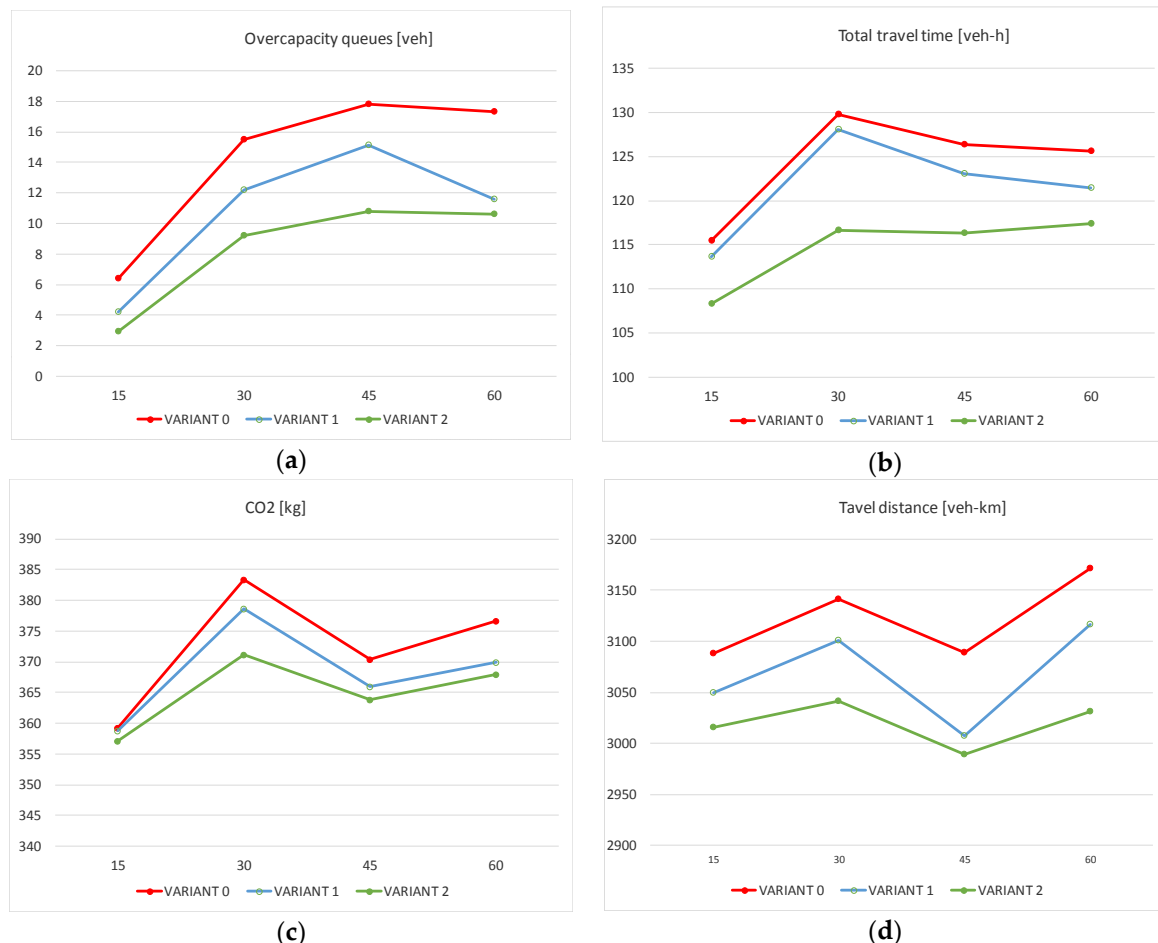 Overcapacity queues [veh]
20
18
16
14
12
10
8
6
4
2
0
15 30 45 60
VARIANT 0 VARIANT 1 VARIANT 2
(a)
Total travel time [veh-h]
135
130
125
120
115
110
105
100
15 30 45 60
VARIANT 0 VARIANT 1 VARIANT 2
(b)
CO2 [kg]
390
385
380
375
370
365
360
355
350
345
340
15 30 45 60
VARIANT 0 VARIANT 1 VARIANT 2
(c)
Tavel distance [veh-km]
3200
3150
3100
3050
3000
2950
2900
15 30 45 60
VARIANT 0 VARIANT 1 VARIANT 2
(d)